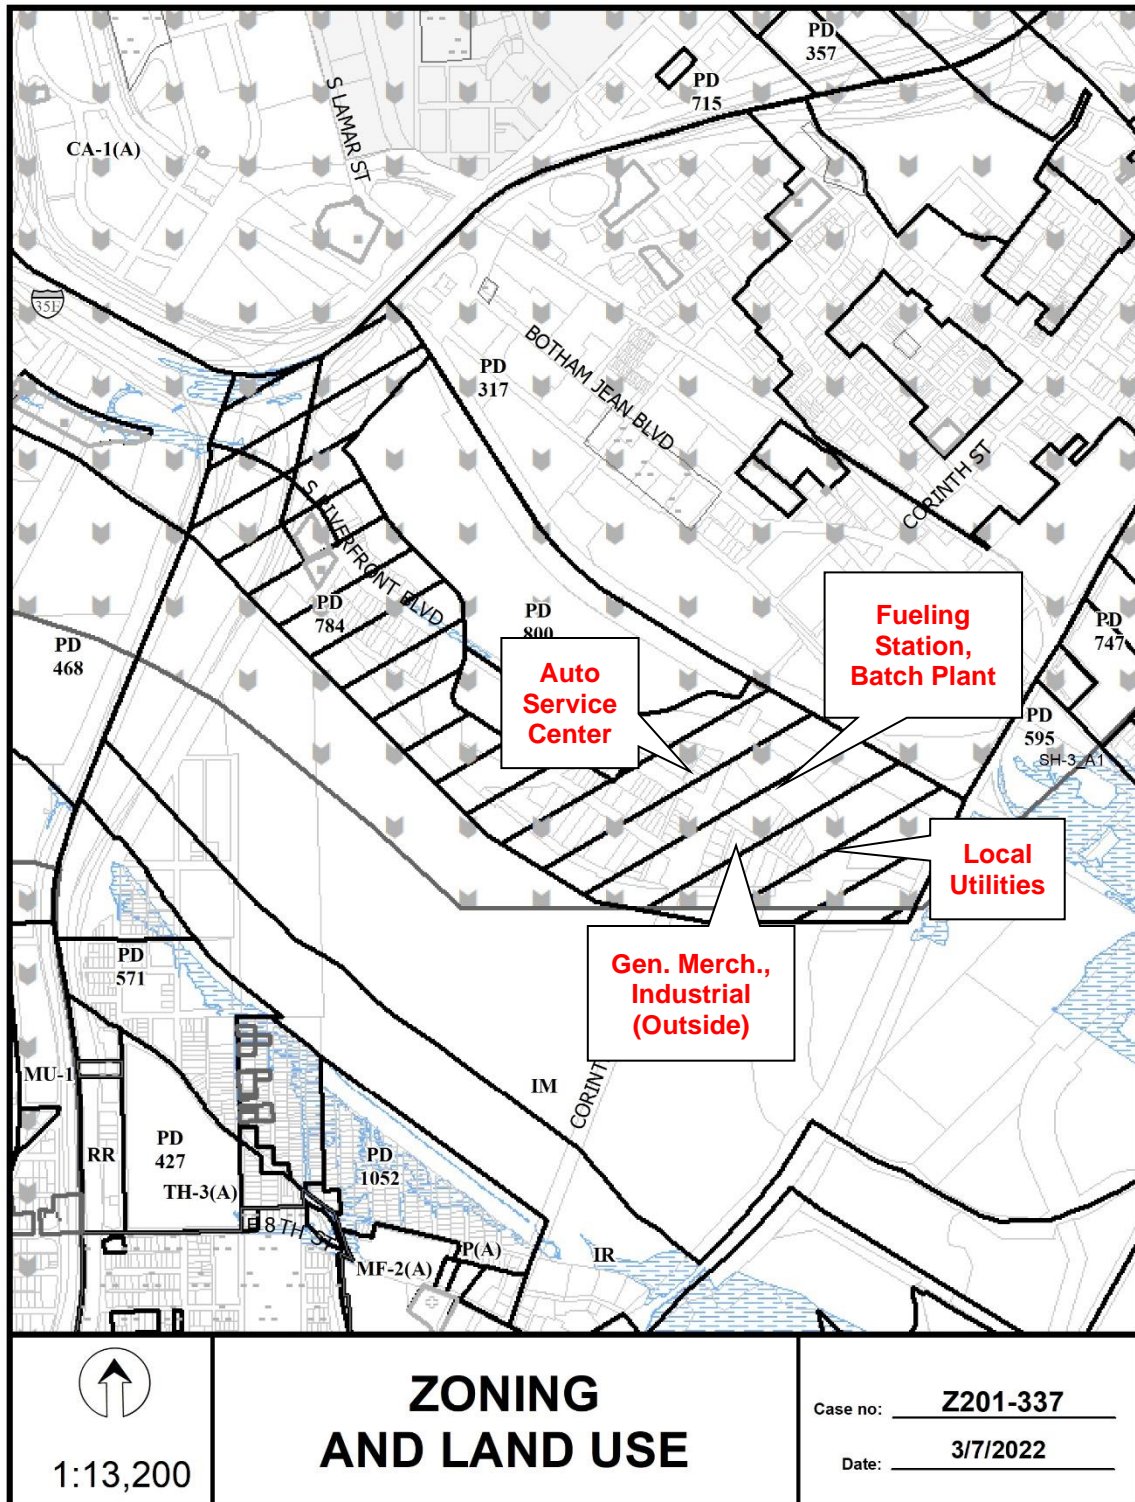 PD
357
PD
715
S LAMAR ST
CA-1(A)
35E
PD
317
BOTHAM JEAN BLVD
CORINTH ST
S RIVERFRONT BLVD
PD
784
PD
800
PD
468
PD
747
PD
595
SH-3_A1
Auto
Service
Center
Fueling
Station,
Batch Plant
Local
Utilities
Gen. Merch.,
Industrial
(Outside)
PD
571
MU-1
RR
PD
427
TH-3(A)
PD
1052
IM
CORINT
E 8TH ST
MF-2(A)
P(A)
IR
1:13,200
ZONING
AND LAND USE
Case no: Z201-337
Date: 3/7/2022